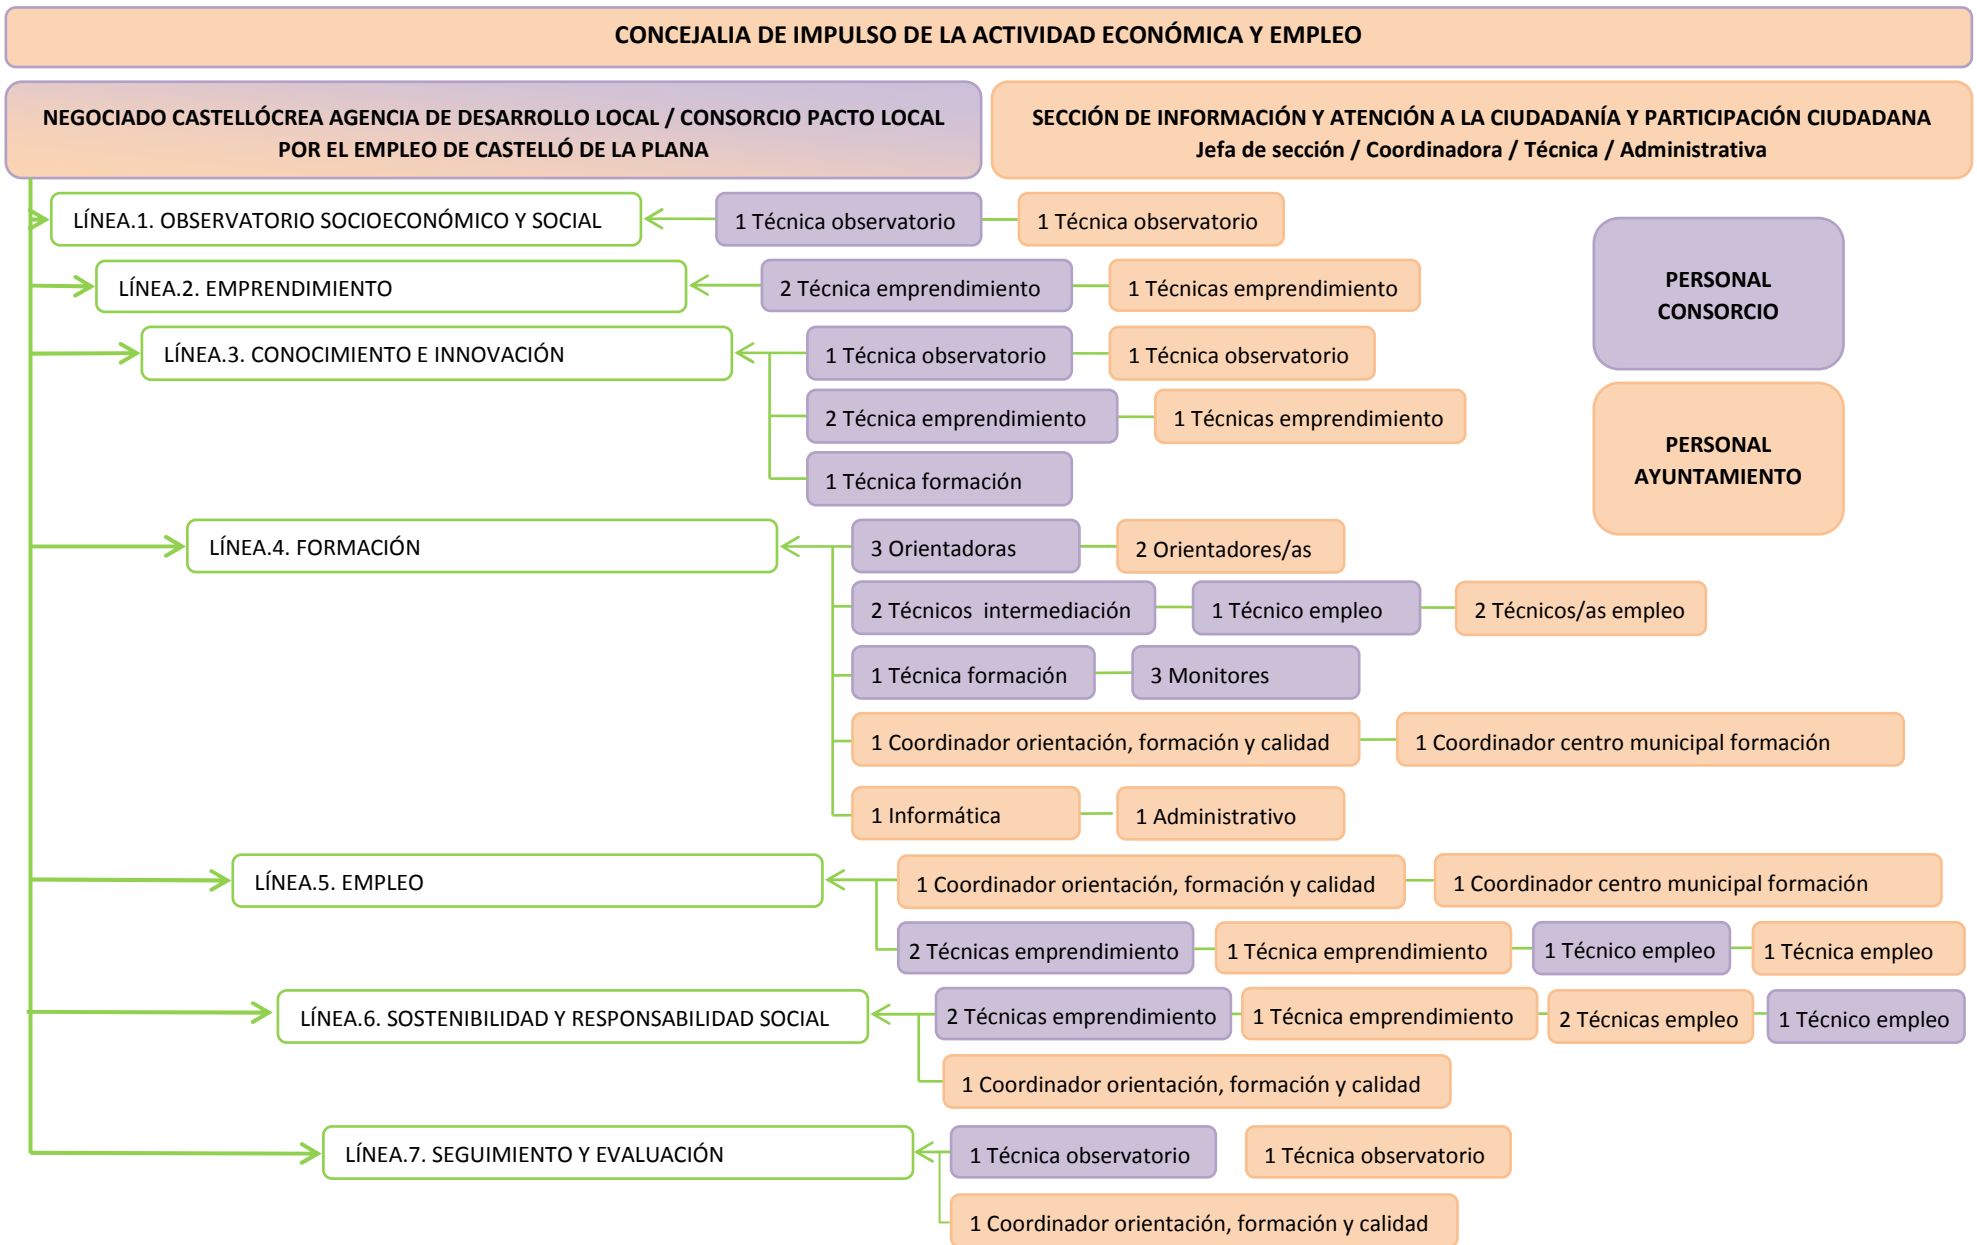 CONCEJALIA DE IMPULSO DE LA ACTIVIDAD ECONÓMICA Y EMPLEO
NEGOCIADO CASTELLÓCREA AGENCIA DE DESARROLLO LOCAL / CONSORCIO PACTO LOCAL
POR EL EMPLEO DE CASTELLÓ DE LA PLANA
SECCIÓN DE INFORMACIÓN Y ATENCIÓN A LA CIUDADANÍA Y PARTICIPACIÓN CIUDADANA
Jefa de sección / Coordinadora / Técnica / Administrativa
LÍNEA.1. OBSERVATORIO SOCIOECONÓMICO Y SOCIAL
1 Técnica observatorio
1 Técnica observatorio
PERSONAL
CONSORCIO
LÍNEA.2. EMPRENDIMIENTO
2 Técnica emprendimiento
1 Técnicas emprendimiento
LÍNEA.3. CONOCIMIENTO E INNOVACIÓN
1 Técnica observatorio
1 Técnica observatorio
2 Técnica emprendimiento
1 Técnicas emprendimiento
1 Técnica formación
PERSONAL
AYUNTAMIENTO
LÍNEA.4. FORMACIÓN
3 Orientadoras
2 Orientadores/as
2 Técnicos  intermediación
1 Técnico empleo
2 Técnicos/as empleo
1 Técnica formación
3 Monitores
1 Coordinador orientación, formación y calidad
1 Coordinador centro municipal formación
1 Informática
1 Administrativo
LÍNEA.5. EMPLEO
1 Coordinador orientación, formación y calidad
1 Coordinador centro municipal formación
2 Técnicas emprendimiento
1 Técnica emprendimiento
1 Técnico empleo
1 Técnica empleo
LÍNEA.6. SOSTENIBILIDAD Y RESPONSABILIDAD SOCIAL
2 Técnicas emprendimiento
1 Técnica emprendimiento
2 Técnicas empleo
1 Técnico empleo
1 Coordinador orientación, formación y calidad
LÍNEA.7. SEGUIMIENTO Y EVALUACIÓN
1 Técnica observatorio
1 Técnica observatorio
1 Coordinador orientación, formación y calidad